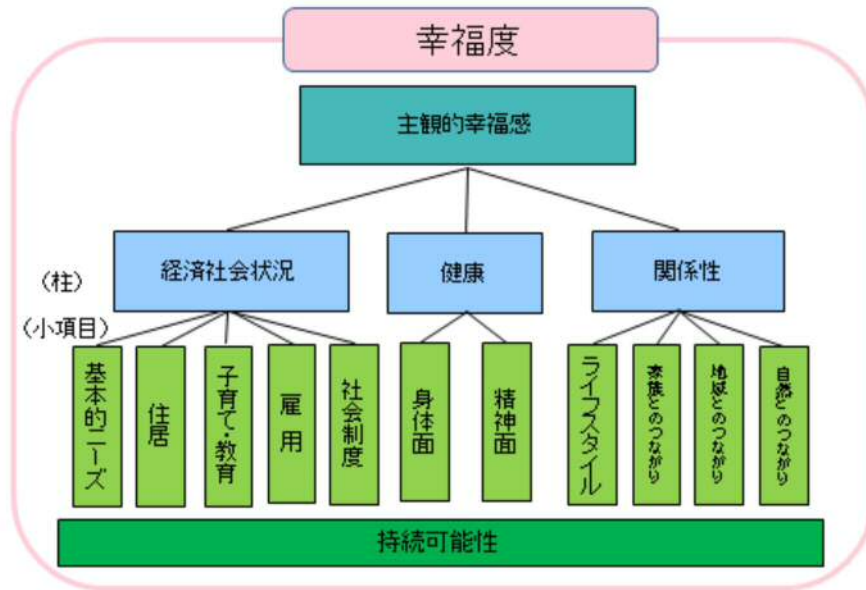 幸福度
主観的幸福感
経済社会状況
健康
関係性
（柱）
（小項目）
基本的ニーズ
住居
子育て・教育
雇用
社会制度
身体面
精神面
ライフスタイル
家族とのつながり
地域とのつながり
自然とのつながり
持続可能性